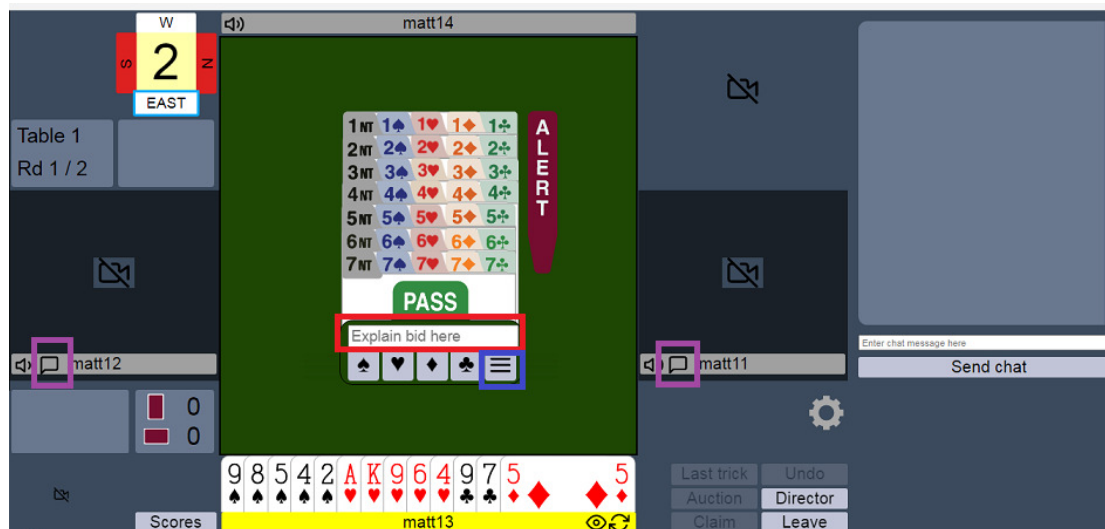 W
S 2 N
EAST
Table 1
Rd 1 / 2
matt14
1NT 1♠ 1♥ 1♦ 1♣
2NT 2♠ 2♥ 2♦ 2♣
3NT 3♠ 3♥ 3♦ 3♣
4NT 4♠ 4♥ 4♦ 4♣
5NT 5♠ 5♥ 5♦ 5♣
6NT 6♠ 6♥ 6♦ 6♣
7NT 7♠ 7♥ 7♦ 7♣
ALERT
PASS
Explain bid here
♠ ♥ ♦ ♣
matt12
matt11
Enter chat message here
Send chat
0
0
9 8 5 4 2 A K 9 6 4 9 7 5 5
♠ ♠ ♠ ♠ ♠ ♥ ♥ ♥ ♥ ♥ ♣ ♣ ♦ ♦ ♦ ♦
Scores
matt13
Last trick Undo
Auction Director
Claim Leave